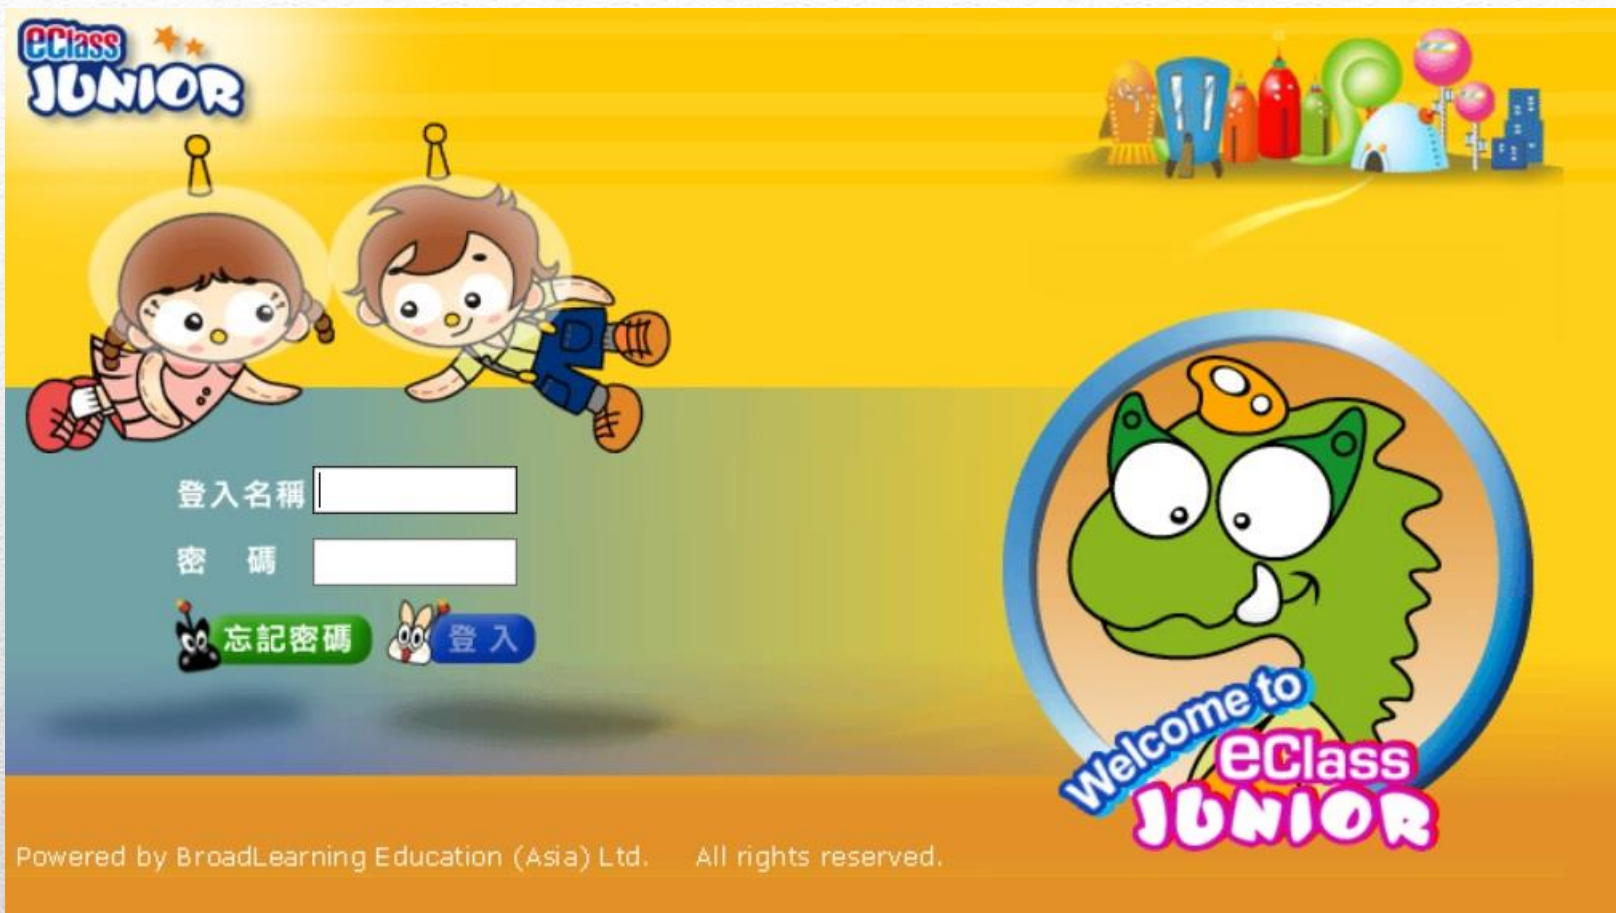 eClass
JUNIOR
登入名稱
密 碼
忘記密碼
登 入
Welcome to
eClass
JUNIOR
Powered by BroadLearning Education (Asia) Ltd. All rights reserved.